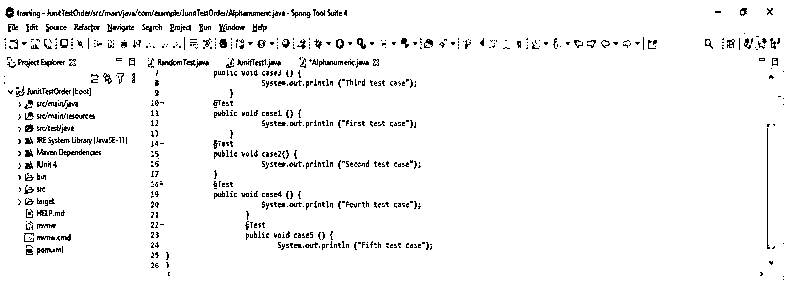 training - JunitTestOrder/src/main/java/com/example/JunitTestOrder/Alphanumeric.java - Spring Tool Suite 4
File Edit Source Refactor Navigate Search Project Run Window Help
Project Explorer
RandomTest.java JunitTest1.java *Alphanumeric.java
JunitTestOrder [boot]
src/main/java
src/main/resources
src/test/java
JRE System Library [JavaSE-11]
Maven Dependencies
JUnit 4
bin
src
target
HELP.md
mvnw
mvnw.cmd
pom.xml
7 public void case3 () {
8 System.out.println ("Third test case");
9 }
10 @Test
11 public void case1 () {
12 System.out.println ("First test case");
13 }
14 @Test
15 public void case2() {
16 System.out.println ("Second test case");
17 }
18 @Test
19 public void case4 () {
20 System.out.println ("Fourth test case");
21 }
22 @Test
23 public void case5 () {
24 System.out.println ("Fifth test case");
25 }
26 }